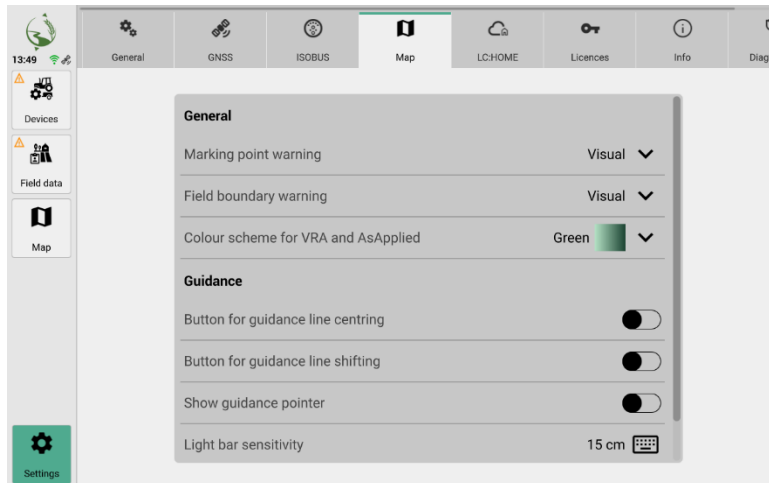 General
GNSS
ISOBUS
Map
LC:HOME
Licences
Info
Diag
13:49
Devices
Field data
Map
Settings
General
Marking point warning Visual
Field boundary warning Visual
Colour scheme for VRA and AsApplied Green
Guidance
Button for guidance line centring
Button for guidance line shifting
Show guidance pointer
Light bar sensitivity 15 cm